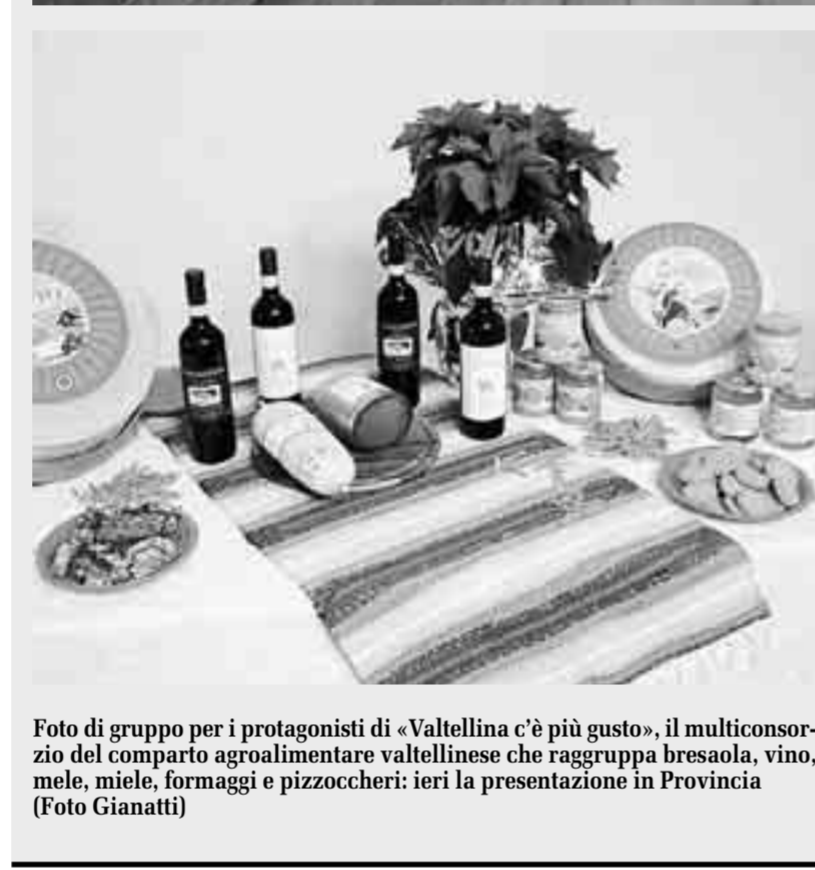 Foto di gruppo per i protagonisti di «Valtellina c'è più gusto», il multiconsor-
zio del comparto agroalimentare valtellinese che raggruppa bresaola, vino,
mele, miele, formaggi e pizzoccheri: ieri la presentazione in Provincia
(Foto Gianatti)